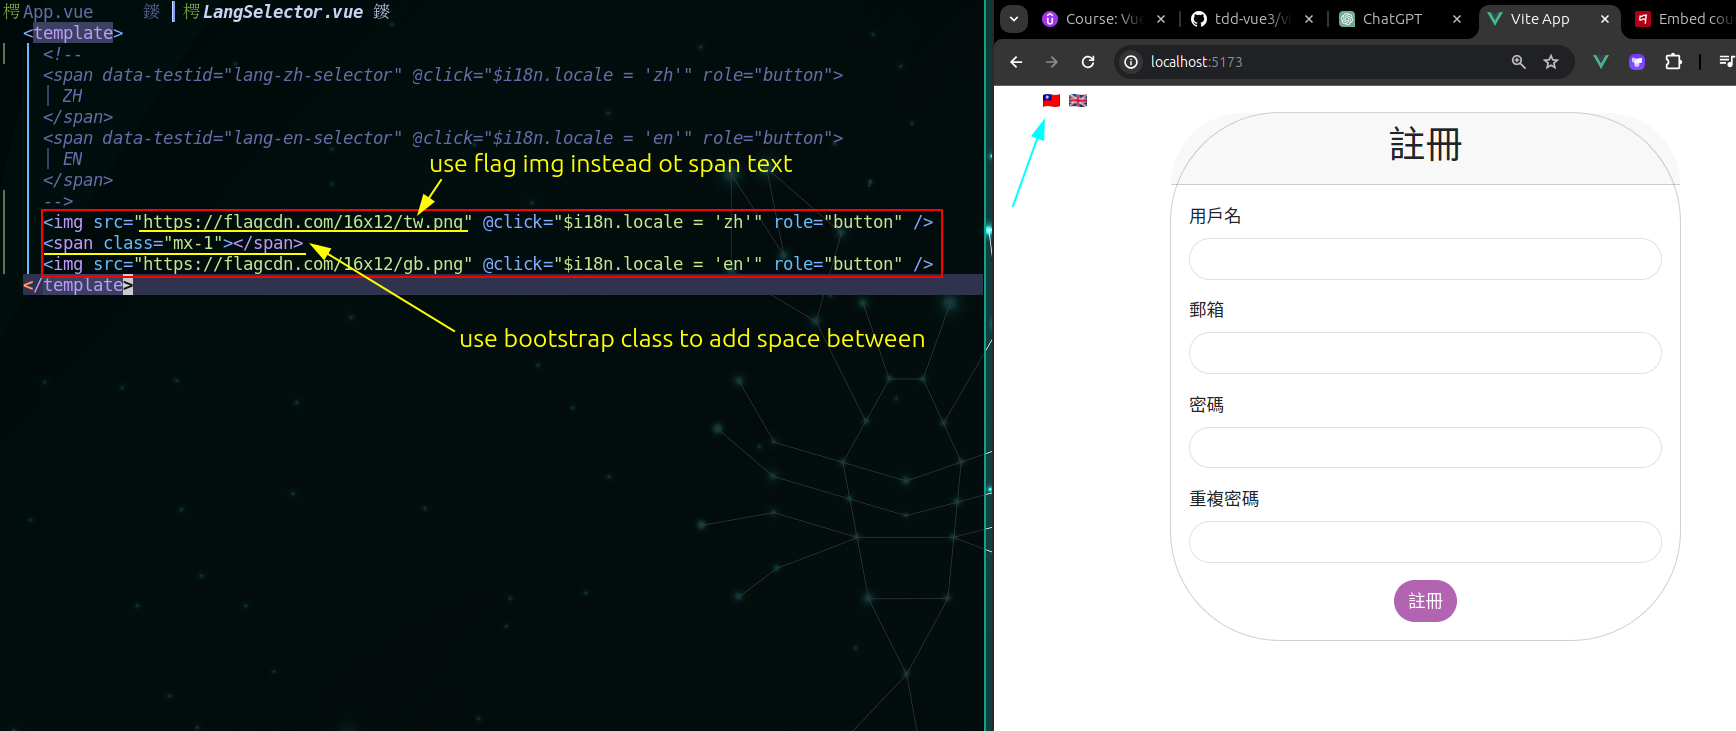 App.vue
LangSelector.vue
<template>
<!--
<span data-testid="lang-zh-selector" @click="$i18n.locale = 'zh'" role="button">
ZH
</span>
<span data-testid="lang-en-selector" @click="$i18n.locale = 'en'" role="button">
EN
</span>
-->
<img src="https://flagcdn.com/16x12/tw.png" @click="$i18n.locale = 'zh'" role="button" />
<span class="mx-1"></span>
<img src="https://flagcdn.com/16x12/gb.png" @click="$i18n.locale = 'en'" role="button" />
</template>
use flag img instead ot span text
use bootstrap class to add space between
Course: Vue
tdd-vue3/vi
ChatGPT
Vite App
Embed cou
localhost:5173
註冊
用戶名
郵箱
密碼
重複密碼
註冊